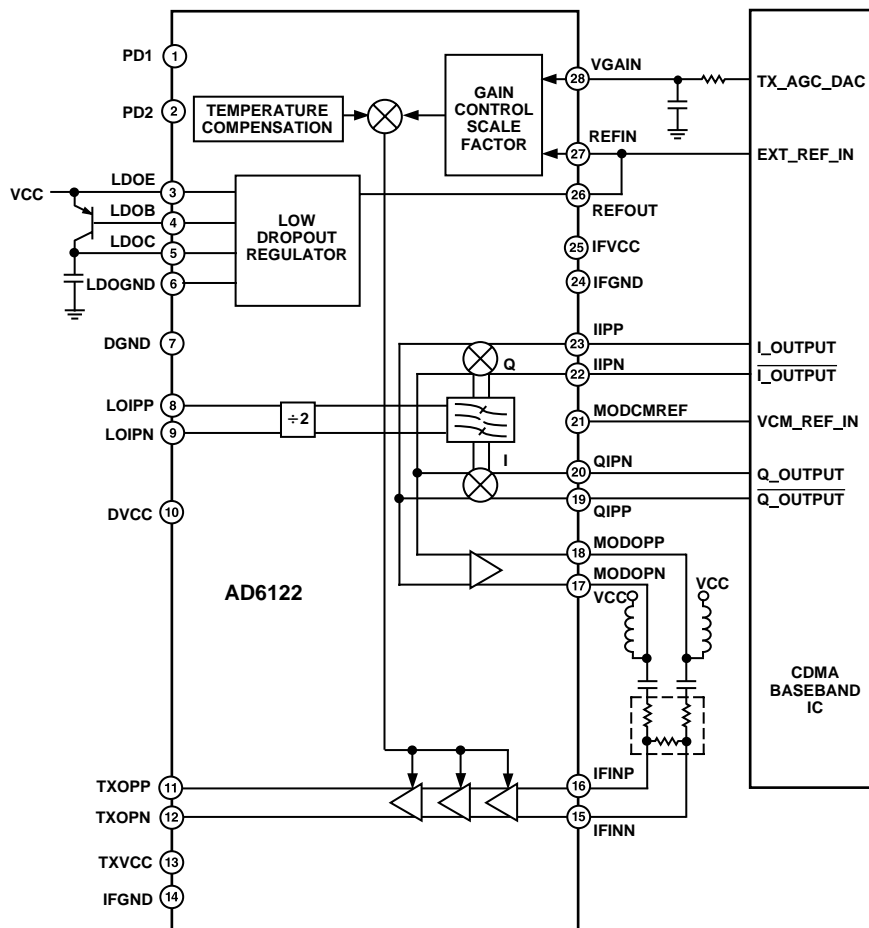 PD1
1
PD2
2
TEMPERATURE
COMPENSATION
GAIN
CONTROL
SCALE
FACTOR
28
VGAIN
TX_AGC_DAC
27
REFIN
EXT_REF_IN
26
REFOUT
VCC
LDOE
3
LDOB
4
LDOC
5
LDOGND
6
LOW
DROPOUT
REGULATOR
25
IFVCC
24
IFGND
DGND
7
23
IIPP
I_OUTPUT
Q
22
IIPN
I_OUTPUT
LOIPP
8
LOIPN
9
÷2
21
MODCMREF
VCM_REF_IN
I
20
QIPN
Q_OUTPUT
19
QIPP
Q_OUTPUT
DVCC
10
18
MODOPP
17
MODOPN
VCC
VCC
AD6122
CDMA
BASEBAND
IC
TXOPP
11
16
IFINP
TXOPN
12
15
IFINN
TXVCC
13
IFGND
14